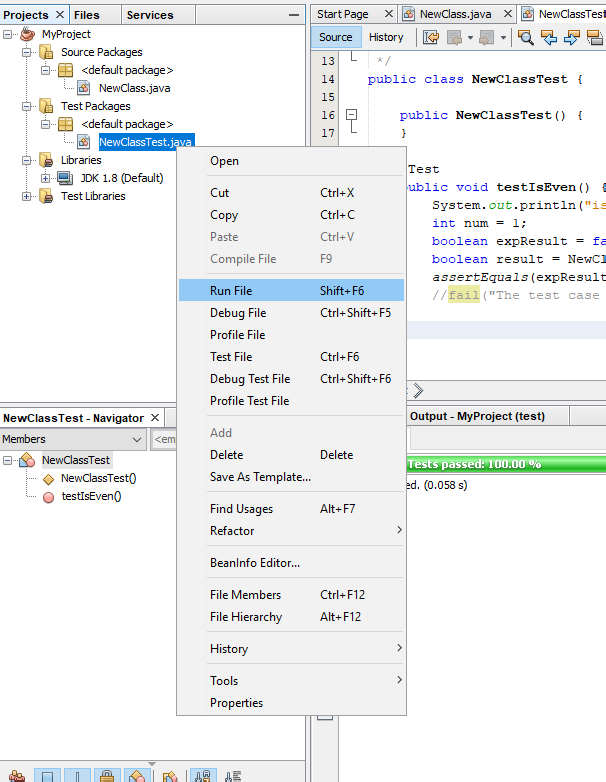 Projects
Files
Services
MyProject
Source Packages
<default package>
NewClass.java
Test Packages
<default package>
NewClassTest.java
Libraries
JDK 1.8 (Default)
Test Libraries
Start Page
NewClass.java
NewClassTest
Source History
13 */
14 public class NewClassTest {
15
16 public NewClassTest() {
17 }
Test
public void testIsEven() {
System.out.println("is
int num = 1;
boolean expResult = fa
boolean result = NewCl
assertEquals(expResult
//fail("The test case
Open
Cut Ctrl+X
Copy Ctrl+C
Paste Ctrl+V
Compile File F9
Run File Shift+F6
Debug File Ctrl+Shift+F5
Profile File
Test File Ctrl+F6
Debug Test File Ctrl+Shift+F6
Profile Test File
Add
Delete Delete
Save As Template...
Find Usages Alt+F7
Refactor
BeanInfo Editor...
File Members Ctrl+F12
File Hierarchy Alt+F12
History
Tools
Properties
NewClassTest - Navigator
Members
<em
NewClassTest
NewClassTest()
testIsEven()
Output - MyProject (test)
Tests passed: 100.00 %
ed. (0.058 s)